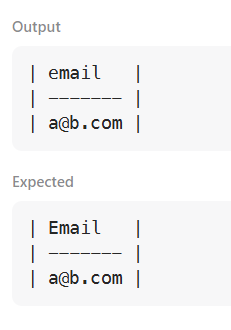 Output
| email   |
| ------- |
| a@b.com |
Expected
| Email   |
| ------- |
| a@b.com |